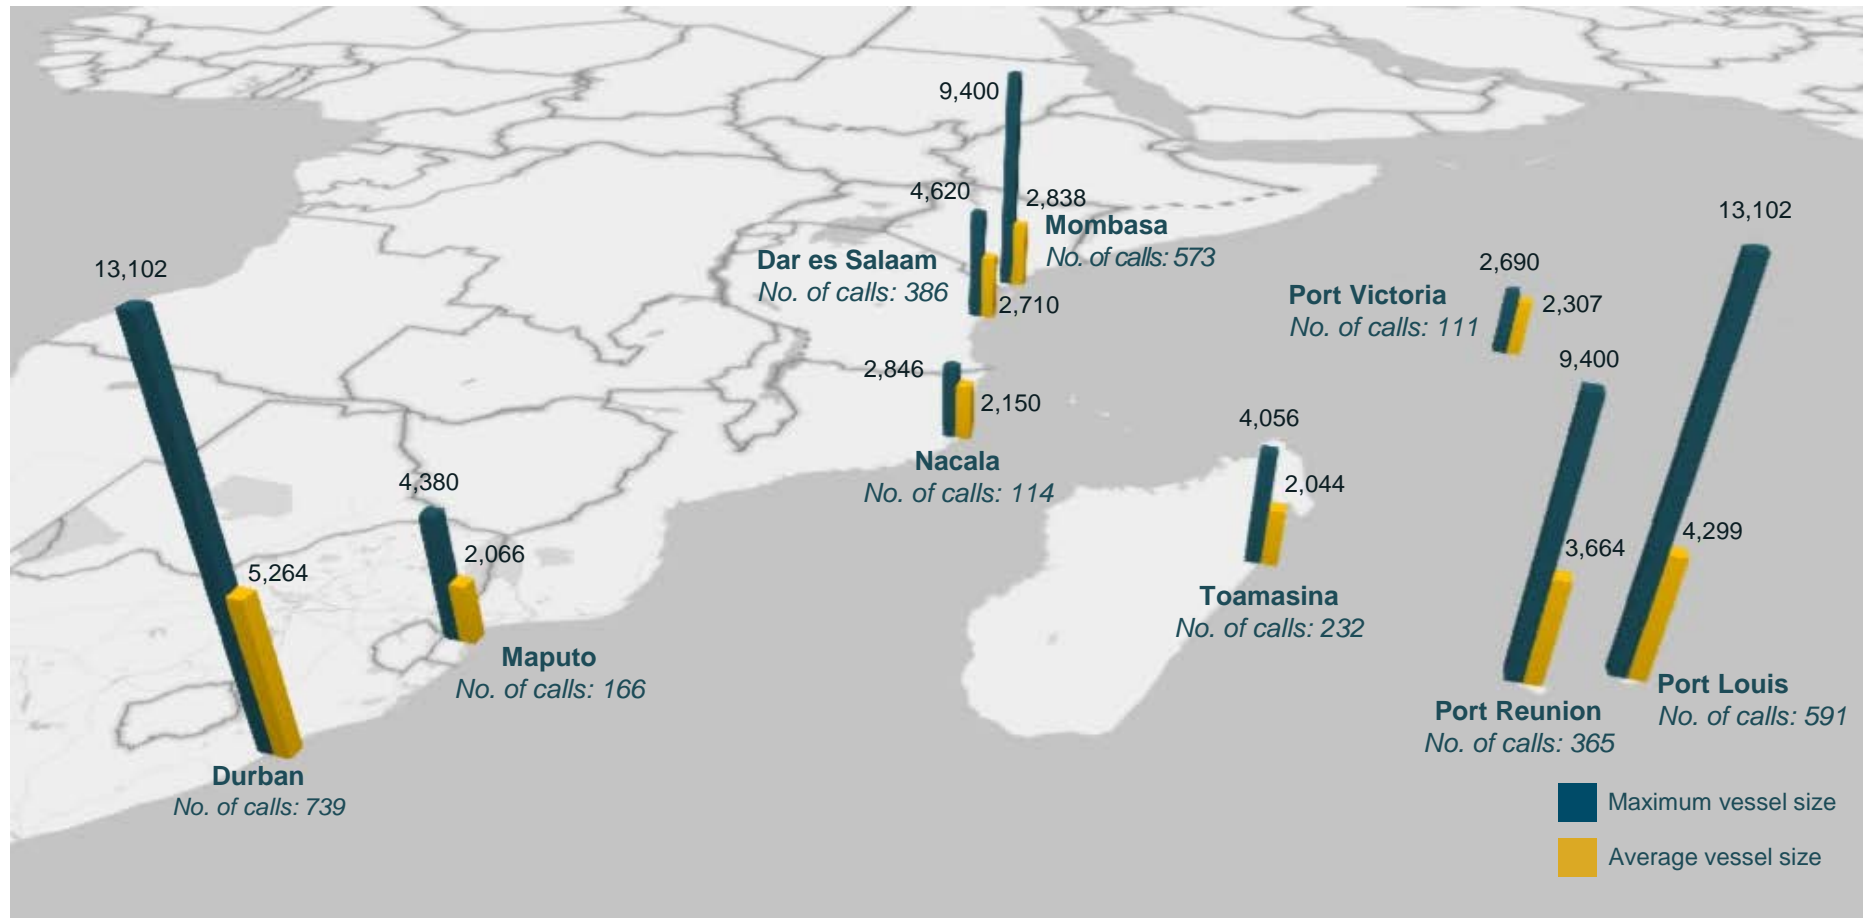 9,400
4,620
2,838
Mombasa
No. of calls: 573
13,102
Dar es Salaam
No. of calls: 386
2,710
13,102
2,690
Port Victoria
No. of calls: 111
2,307
2,846
2,150
Nacala
No. of calls: 114
9,400
4,056
2,044
Toamasina
No. of calls: 232
4,380
2,066
Maputo
No. of calls: 166
5,264
Durban
No. of calls: 739
3,664
4,299
Port Louis
No. of calls: 591
Port Reunion
No. of calls: 365
Maximum vessel size
Average vessel size